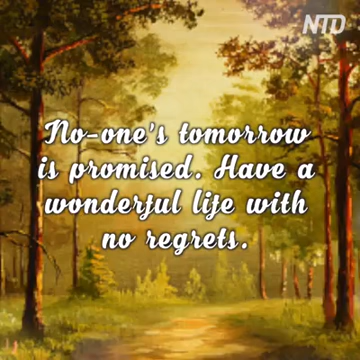 NTD
No-one's tomorrow
is promised. Have a
wonderful life with
no regrets.